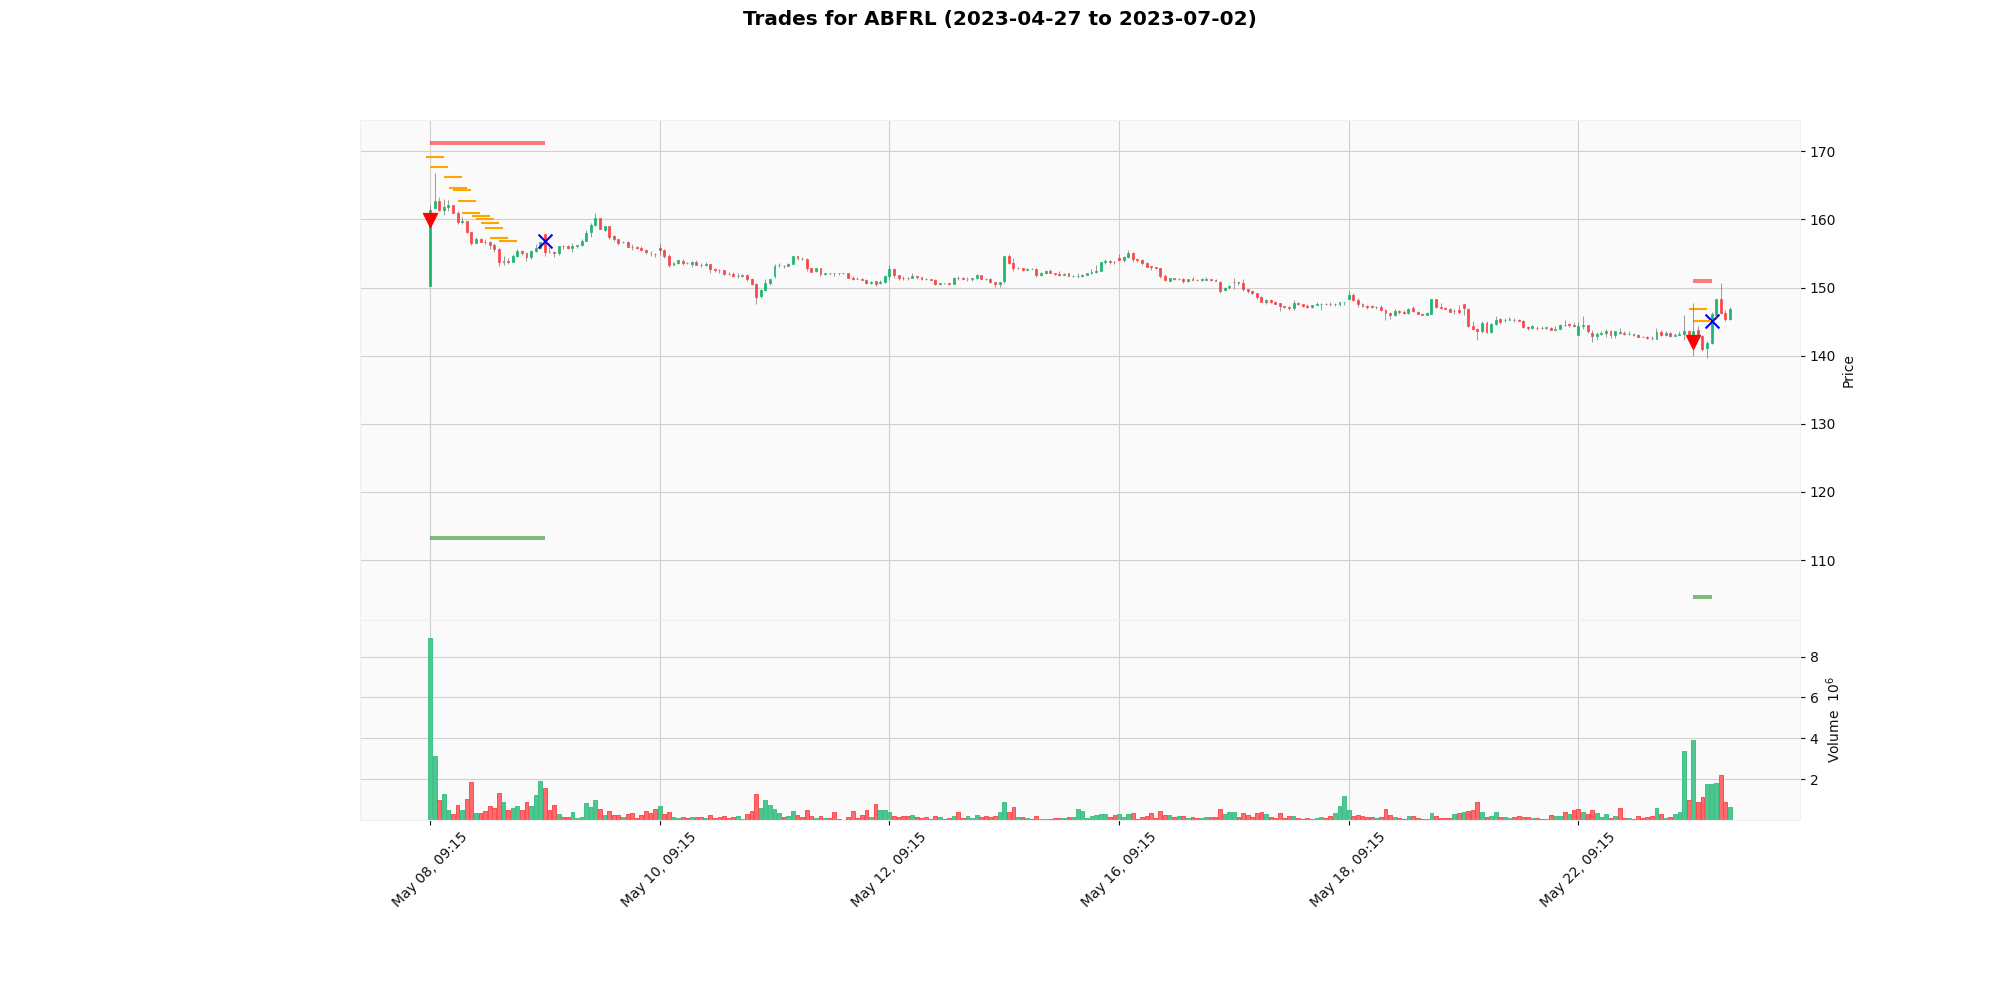 Trades for ABFRL (2023-04-27 to 2023-07-02)
170
160
150
140
130
120
110
Price
8
6
4
2
Volume 10^6
May 08, 09:15
May 10, 09:15
May 12, 09:15
May 16, 09:15
May 18, 09:15
May 22, 09:15